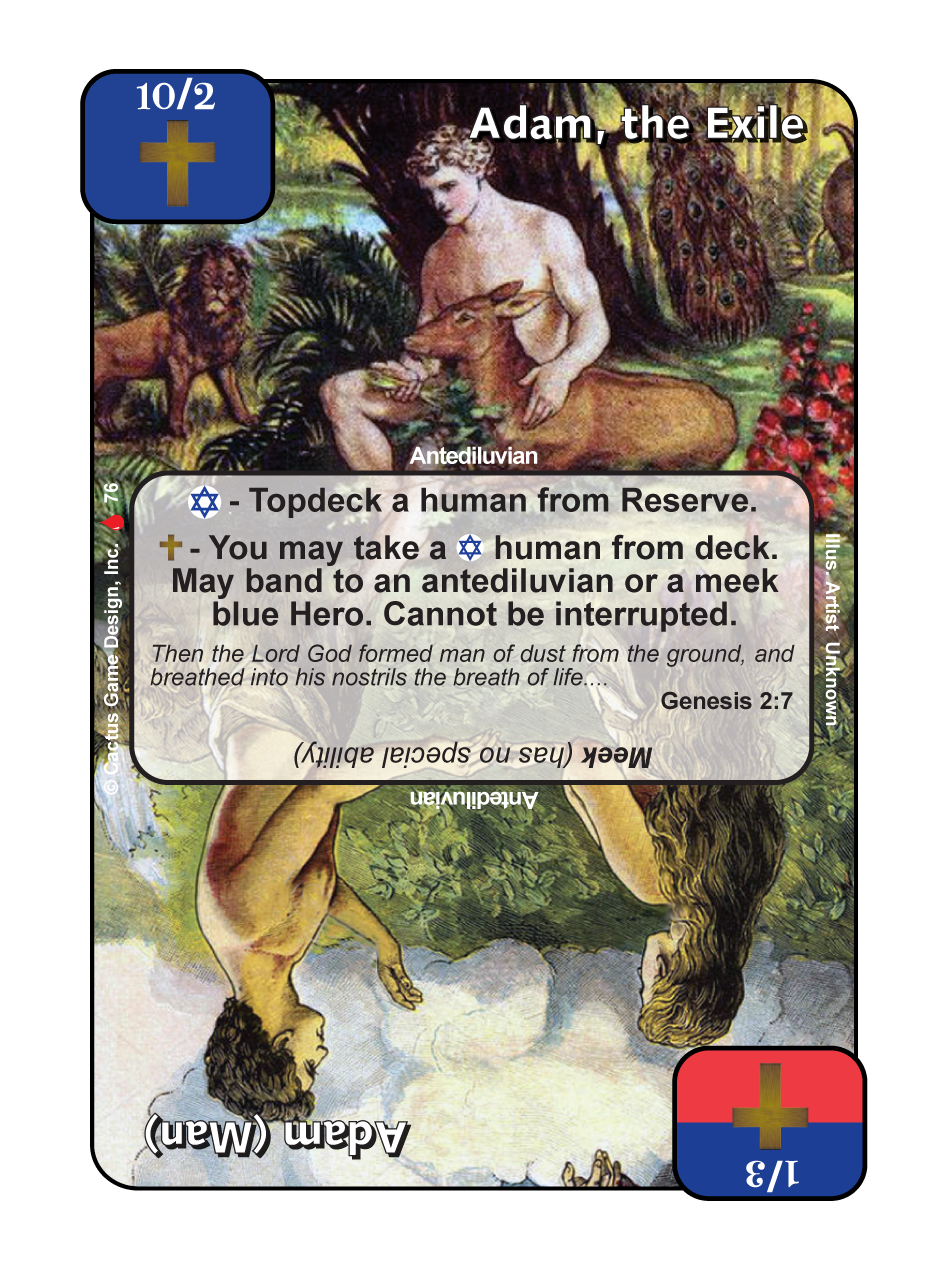 10/2
Adam, the Exile
Antediluvian
- Topdeck a human from Reserve.
- You may take a human from deck.
May band to an antediluvian or a meek
blue Hero. Cannot be interrupted.
Then the Lord God formed man of dust from the ground, and
breathed into his nostrils the breath of life....
Genesis 2:7
Meek (has no special ability)
Antediluvian
Adam (Man)
1/3
© Cactus Game Design, Inc. 76
Illus. Artist Unknown